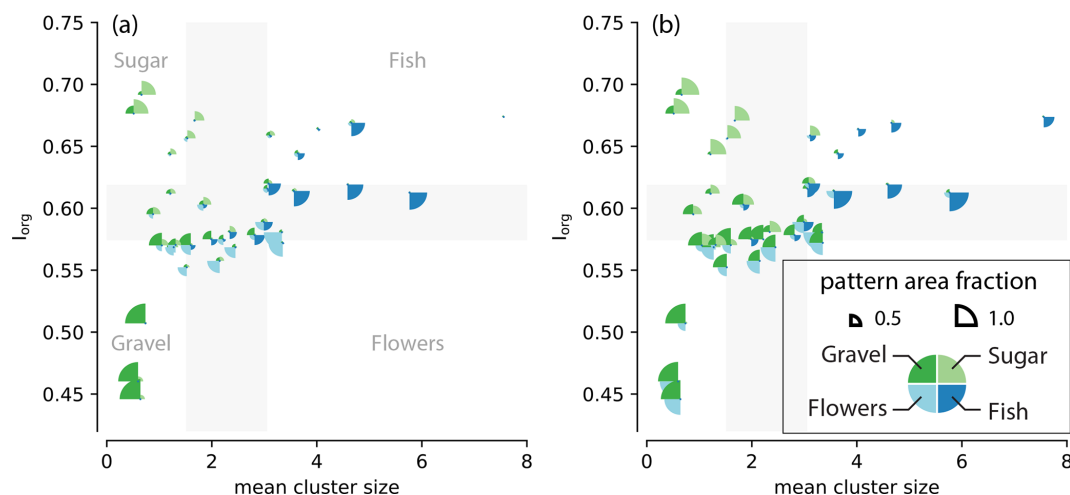 (a)
Sugar
Fish
Gravel
Flowers
0.75
0.70
0.65
0.60
0.55
0.50
0.45
I_org
0
2
4
6
8
mean cluster size
(b)
0.75
0.70
0.65
0.60
0.55
0.50
0.45
I_org
0
2
4
6
8
mean cluster size
pattern area fraction
0.5
1.0
Gravel
Sugar
Flowers
Fish